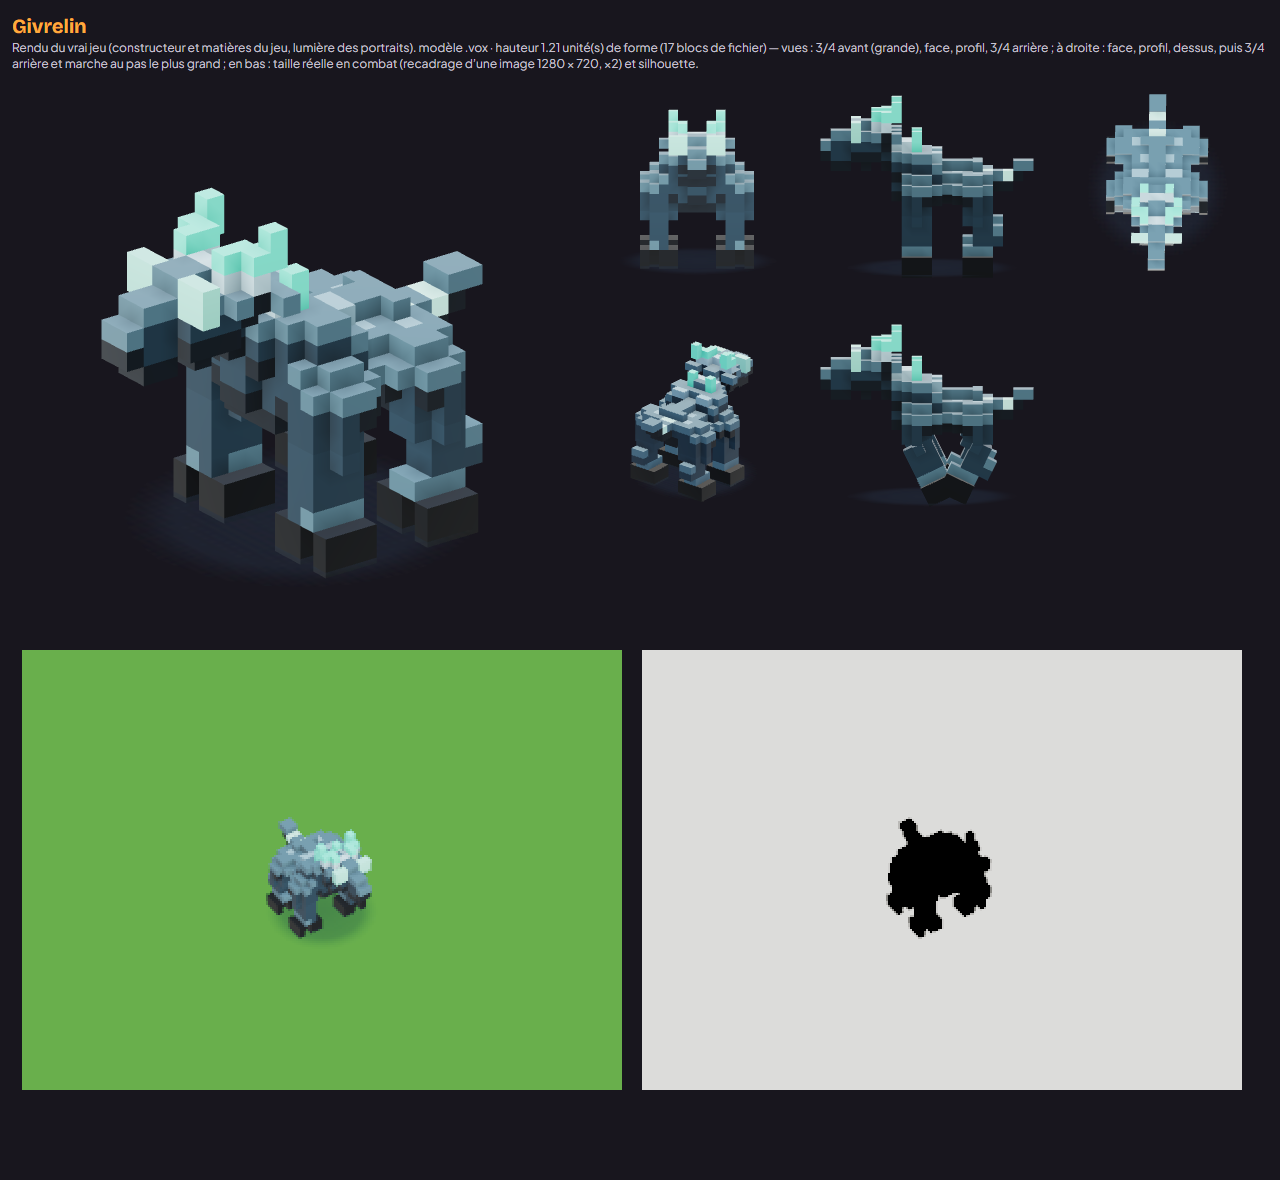 Givrelin
Rendu du vrai jeu (constructeur et matières du jeu, lumière des portraits). modèle .vox · hauteur 1.21 unité(s) de forme (17 blocs de fichier) — vues : 3/4 avant (grande), face, profil, 3/4 arrière ; à droite : face, profil, dessus, puis 3/4
arrière et marche au pas le plus grand ; en bas : taille réelle en combat (recadrage d'une image 1280 × 720, ×2) et silhouette.